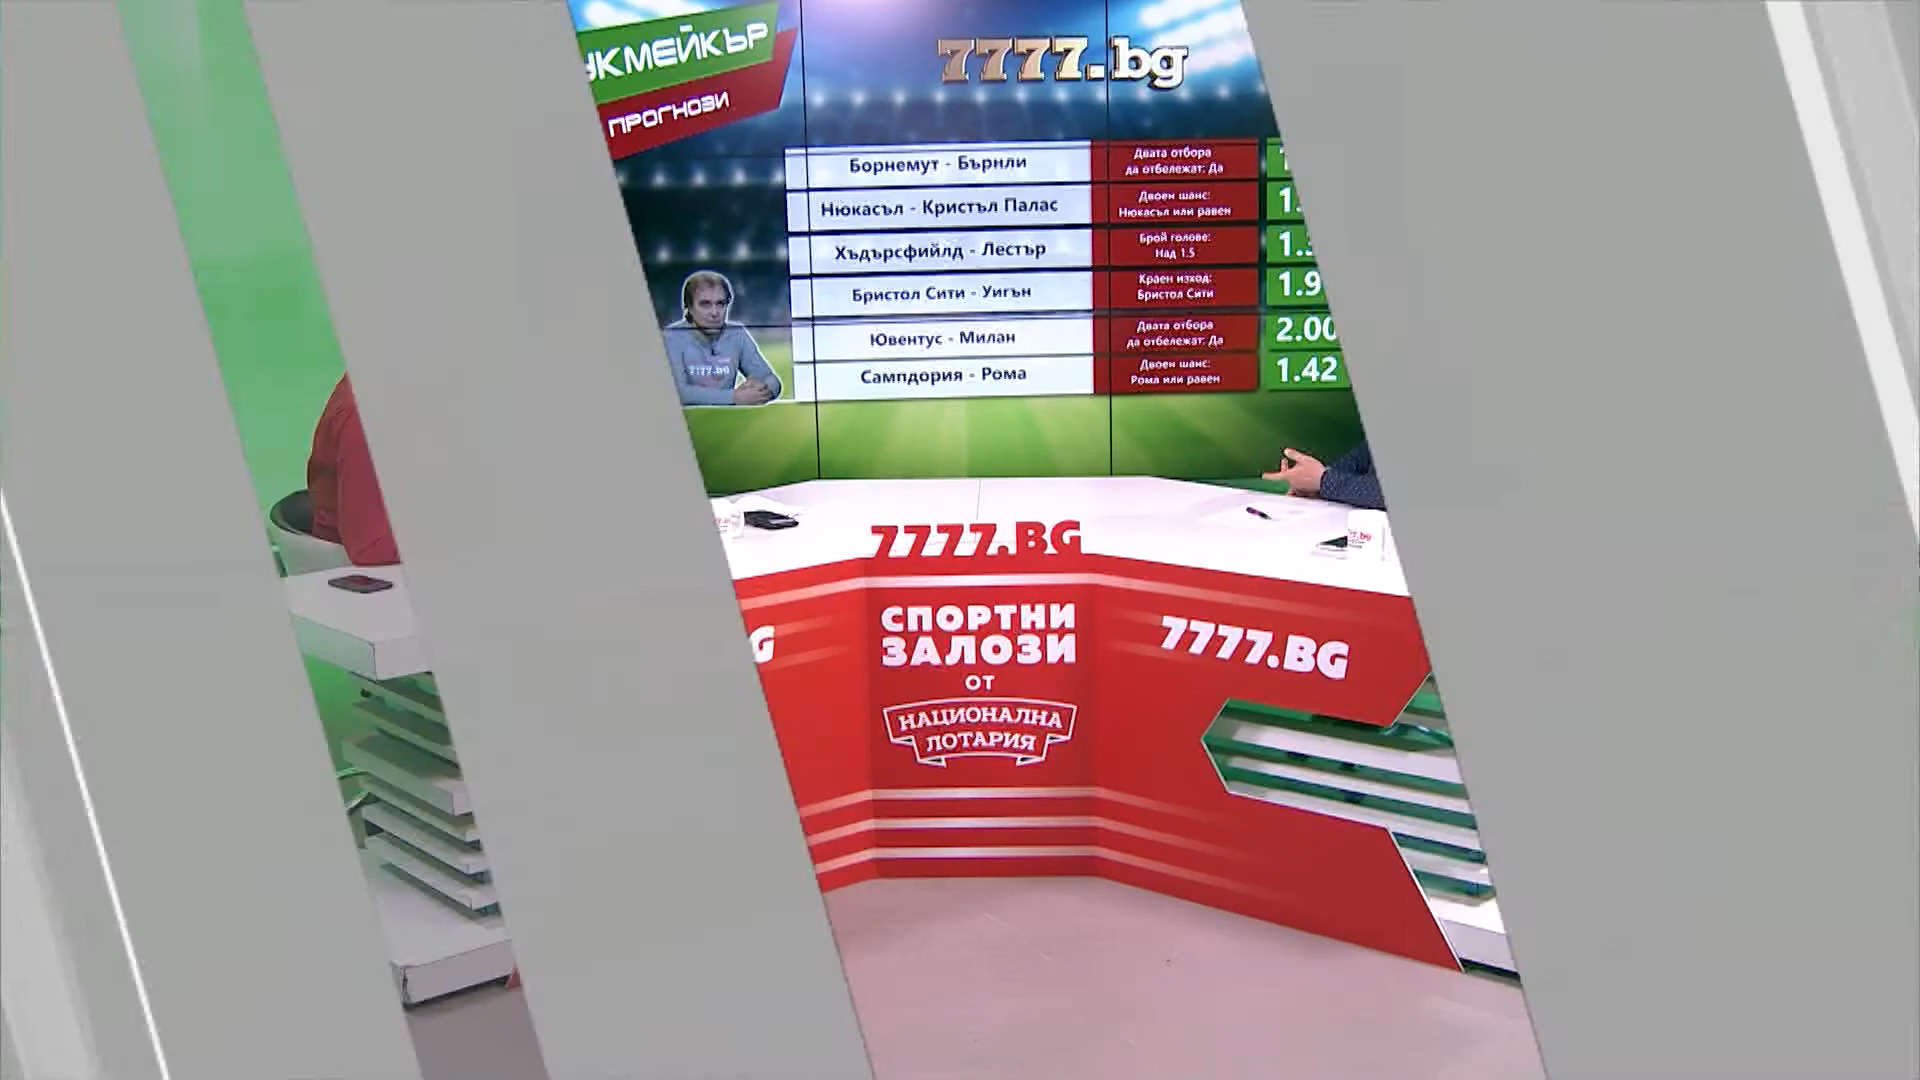 УКМЕЙКЪР
ПРОГНОЗИ
7777.bg
Борнемут - Бърнли
Двата отбора
да отбележат: Да
Нюкасъл - Кристъл Палас
Двоен шанс:
Нюкасъл или равен
1.
Хъдърсфийлд - Лестър
Брой голове:
Над 1.5
1.
Бристол Сити - Уигън
Краен изход:
Бристол Сити
1.9
Ювентус - Милан
Двата отбора
да отбележат: Да
2.00
Сампдория - Рома
Двоен шанс:
Рома или равен
1.42
7777.bg
7777.BG
СПОРТНИ
ЗАЛОЗИ
ОТ
НАЦИОНАЛНА
ЛОТАРИЯ
G
7777.BG